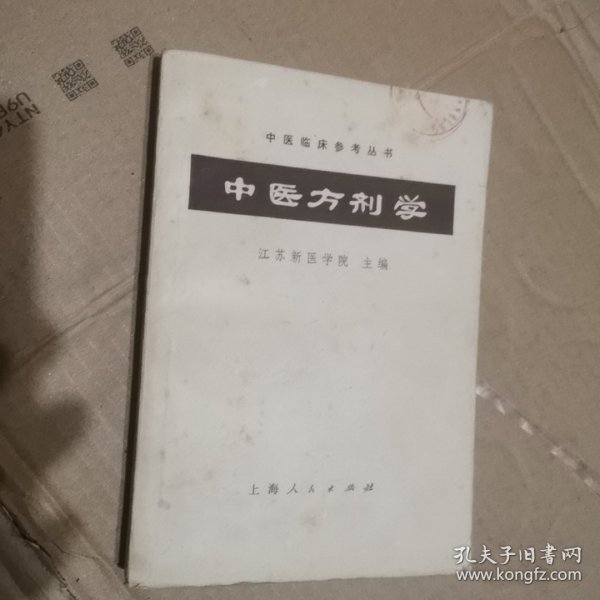 中医临床参考丛书
中医方剂学
江苏新医学院 主编
上海人民出版社
孔夫子旧书网
www.kongfz.com